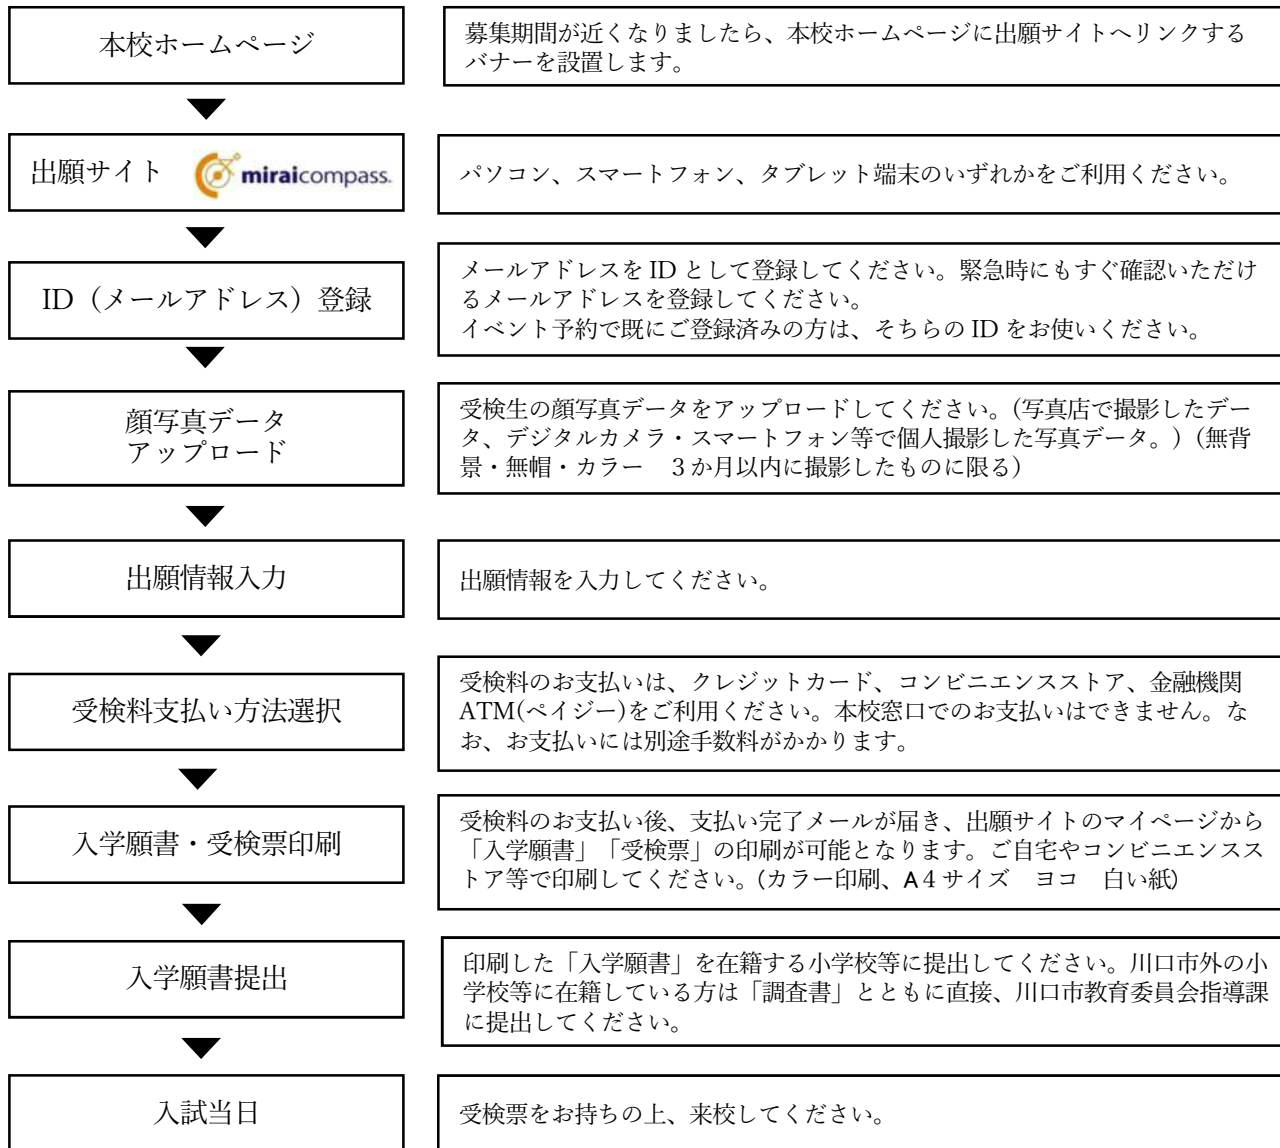 本校ホームページ
募集期間が近くなりましたら、本校ホームページに出願サイトへリンクする
バナーを設置します。
出願サイト miraicompass.
パソコン、スマートフォン、タブレット端末のいずれかをご利用ください。
ID（メールアドレス）登録
メールアドレスを ID として登録してください。緊急時にもすぐ確認いただけ
るメールアドレスを登録してください。
イベント予約で既にご登録済みの方は、そちらの ID をお使いください。
顔写真データ
アップロード
受検生の顔写真データをアップロードしてください。(写真店で撮影したデー
タ、デジタルカメラ・スマートフォン等で個人撮影した写真データ。)（無背
景・無帽・カラー　３か月以内に撮影したものに限る）
出願情報入力
出願情報を入力してください。
受検料支払い方法選択
受検料のお支払いは、クレジットカード、コンビニエンスストア、金融機関
ATM(ペイジー)をご利用ください。本校窓口でのお支払いはできません。な
お、お支払いには別途手数料がかかります。
入学願書・受検票印刷
受検料のお支払い後、支払い完了メールが届き、出願サイトのマイページから
「入学願書」「受検票」の印刷が可能となります。ご自宅やコンビニエンスス
トア等で印刷してください。(カラー印刷、A４サイズ　ヨコ　白い紙)
入学願書提出
印刷した「入学願書」を在籍する小学校等に提出してください。川口市外の小
学校等に在籍している方は「調査書」とともに直接、川口市教育委員会指導課
に提出してください。
入試当日
受検票をお持ちの上、来校してください。